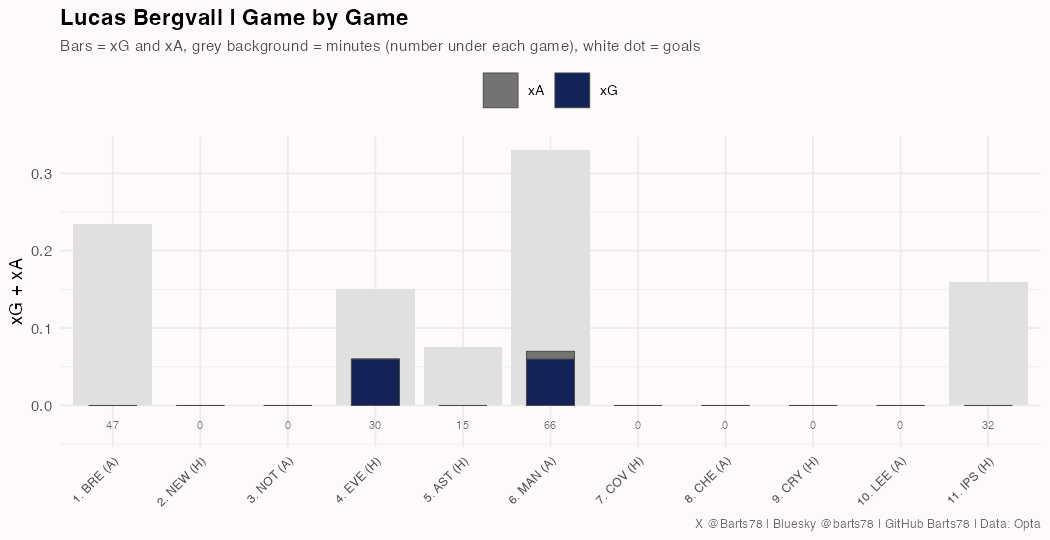 Lucas Bergvall | Game by Game
Bars = xG and xA, grey background = minutes (number under each game), white dot = goals
xA xG
xG + xA
0.3
0.2
0.1
0.0
47 0 0 30 15 66 0 0 0 0 32
1. BRE (A)
2. NEW (H)
3. NOT (A)
4. EVE (H)
5. AST (H)
6. MAN (A)
7. COV (H)
8. CHE (A)
9. CRY (H)
10. LEE (A)
11. IPS (H)
X @Barts78 | Bluesky @barts78 | GitHub Barts78 | Data: Opta